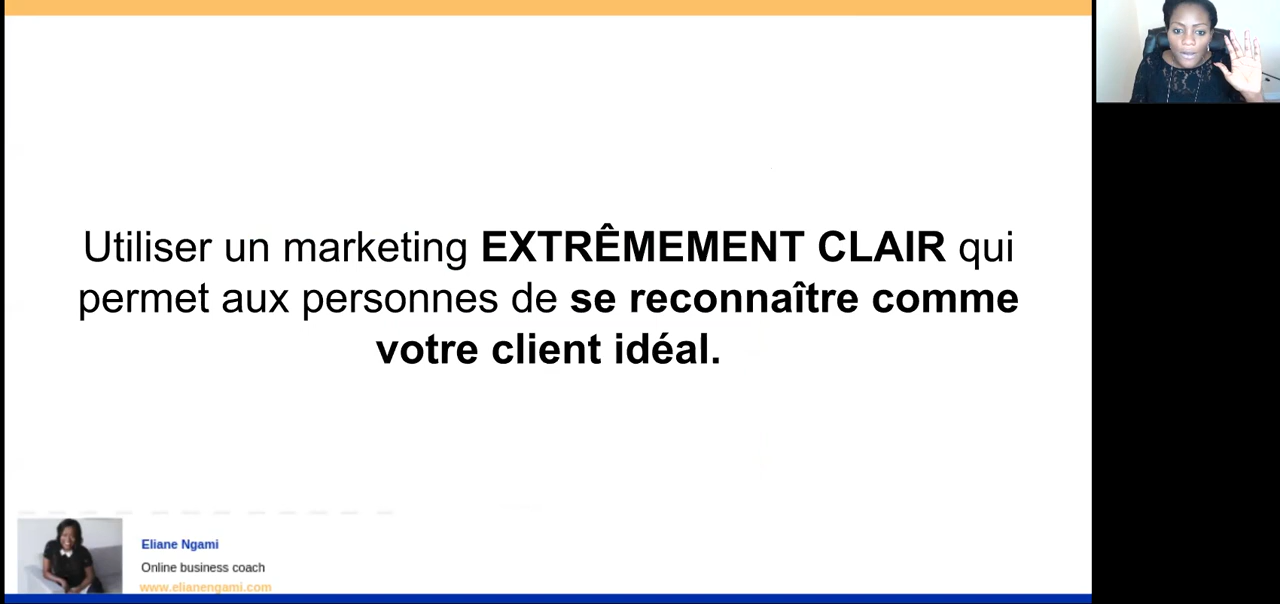 Utiliser un marketing EXTRÊMEMENT CLAIR qui
permet aux personnes de se reconnaître comme
votre client idéal.
Eliane Ngami
Online business coach
www.elianengami.com